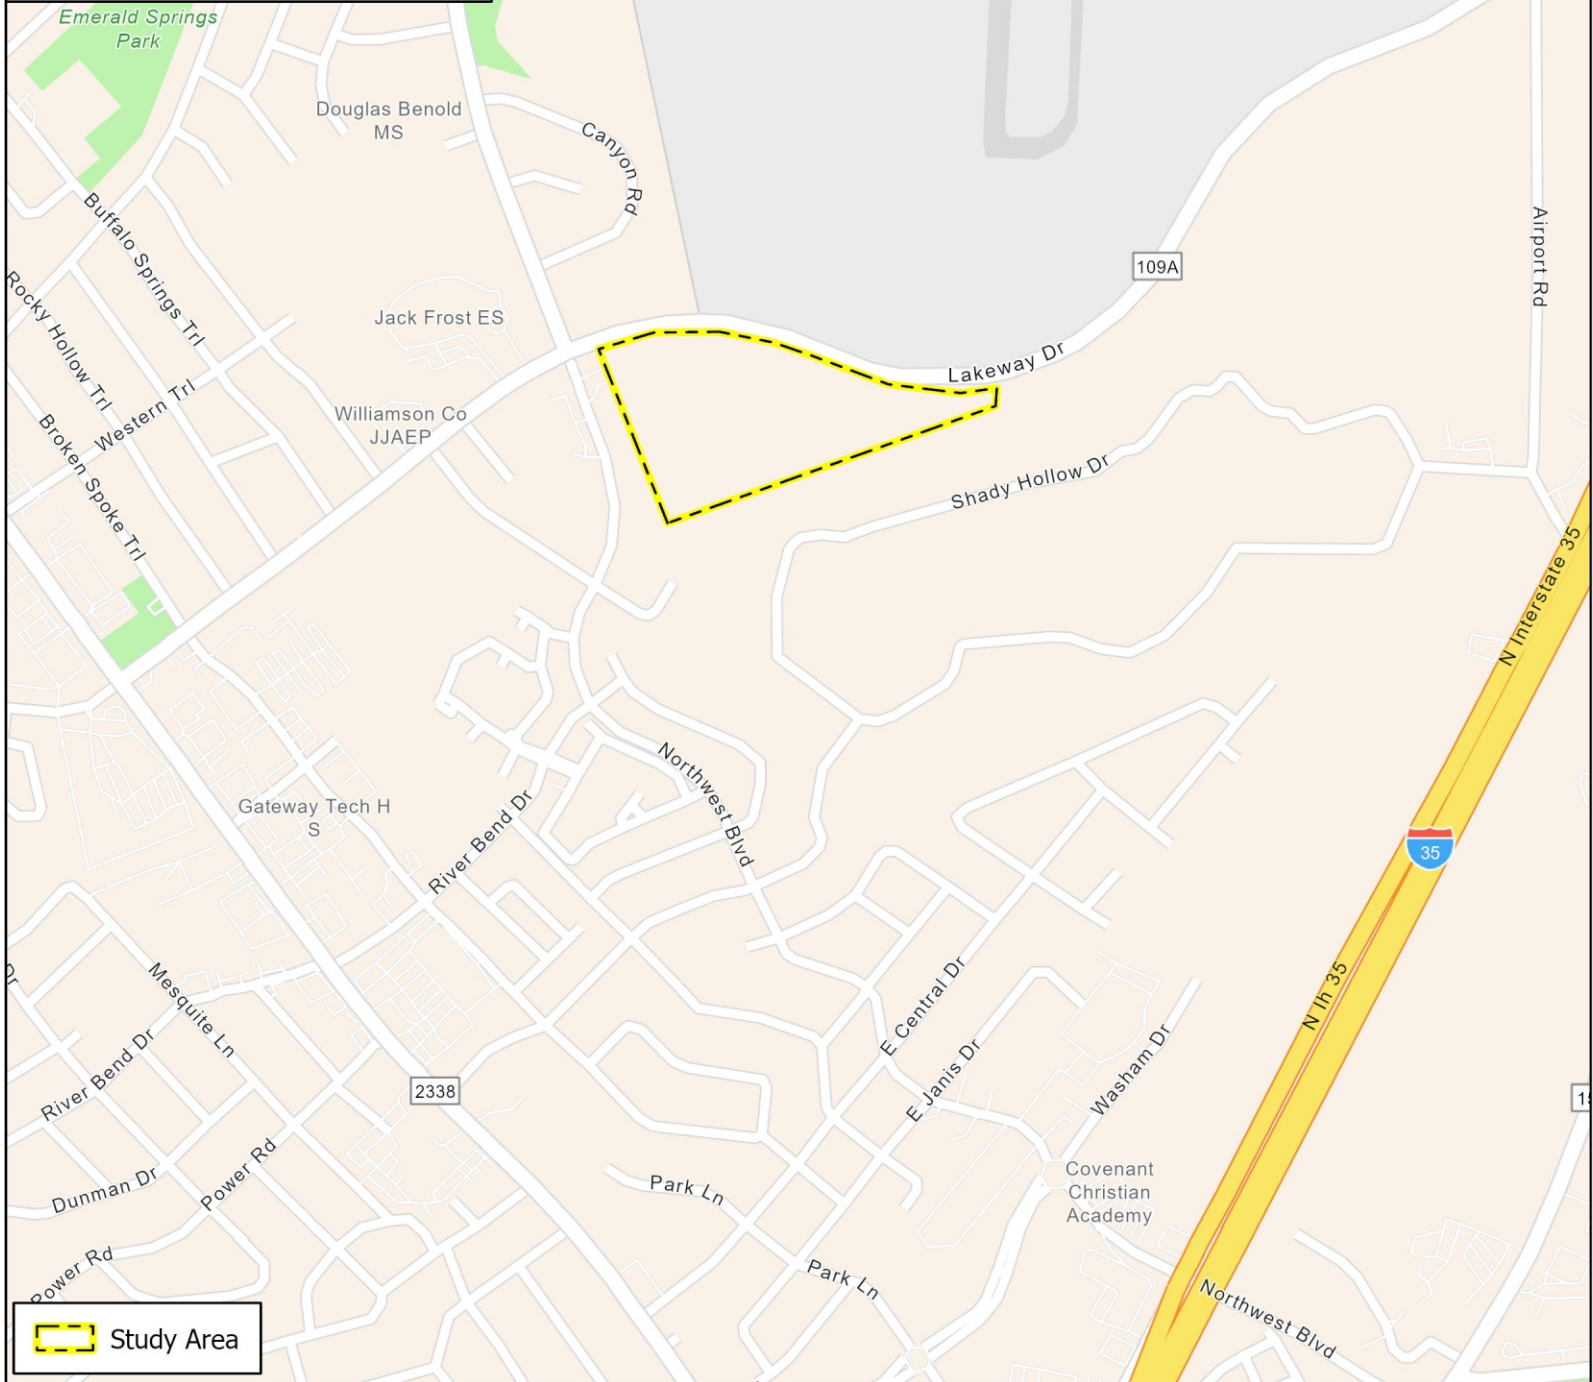 Emerald Springs
Park
Douglas Benold
MS
Canyon Rd
Buffalo Springs Trl
Airport Rd
109A
Rocky Hollow Trl
Jack Frost ES
Lakeway Dr
Western Trl
Williamson Co
JJAEP
Broken Spoke Trl
Shady Hollow Dr
N Interstate 35
Northwest Blvd
Gateway Tech H
S
River Bend Dr
35
Dr
Mesquite Ln
N Ih 35
E Central Dr
River Bend Dr
E Janis Dr
Washam Dr
2338
Power Rd
Dunman Dr
Park Ln
Covenant
Christian
Academy
Power Rd
Park Ln
Northwest Blvd
Study Area